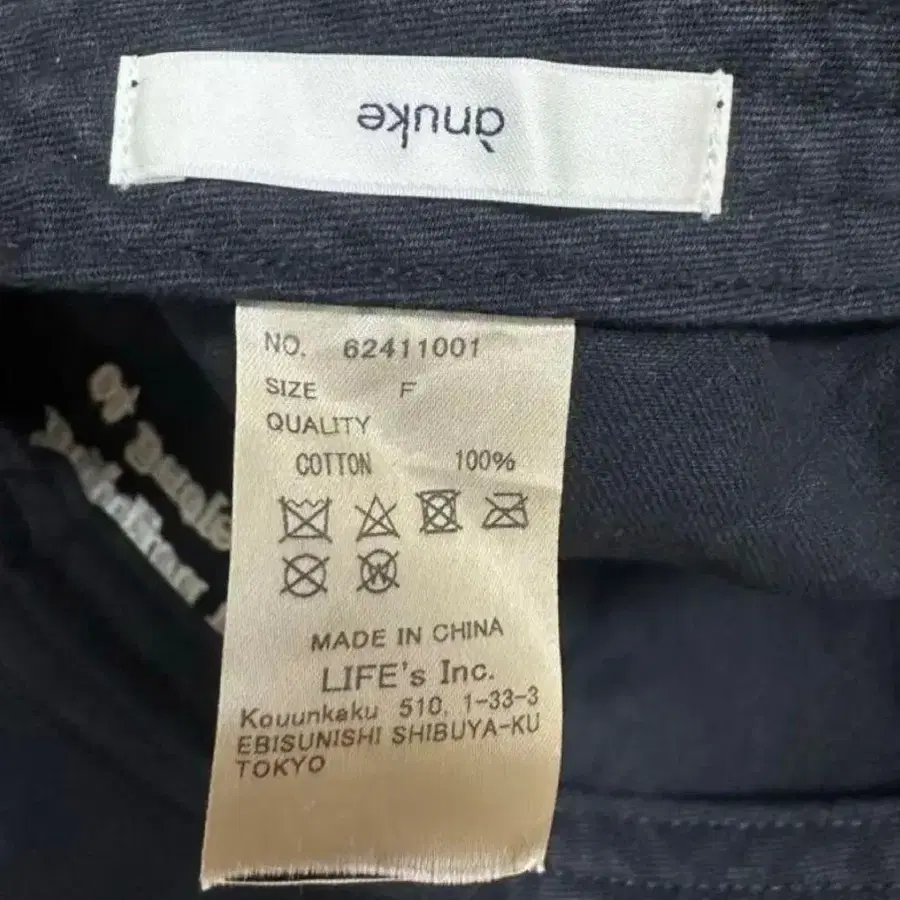 ànuke
NO. 62411001
SIZE F
QUALITY
COTTON 100%
W
MADE IN CHINA
LIFE's Inc.
Kouunkaku 510, 1-33-3
EBISUNISHI SHIBUYA-KU
TOKYO